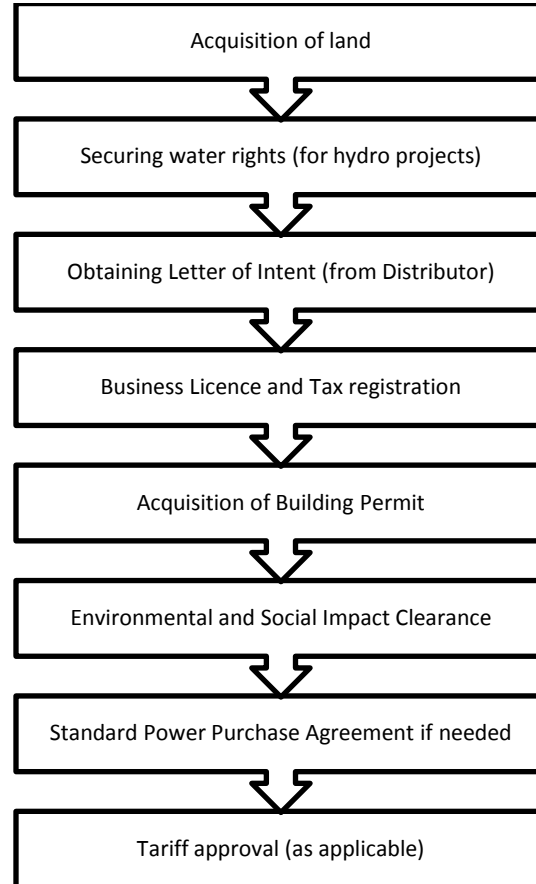 Acquisition of land
Securing water rights (for hydro projects)
Obtaining Letter of Intent (from Distributor)
Business Licence and Tax registration
Acquisition of Building Permit
Environmental and Social Impact Clearance
Standard Power Purchase Agreement if needed
Tariff approval (as applicable)